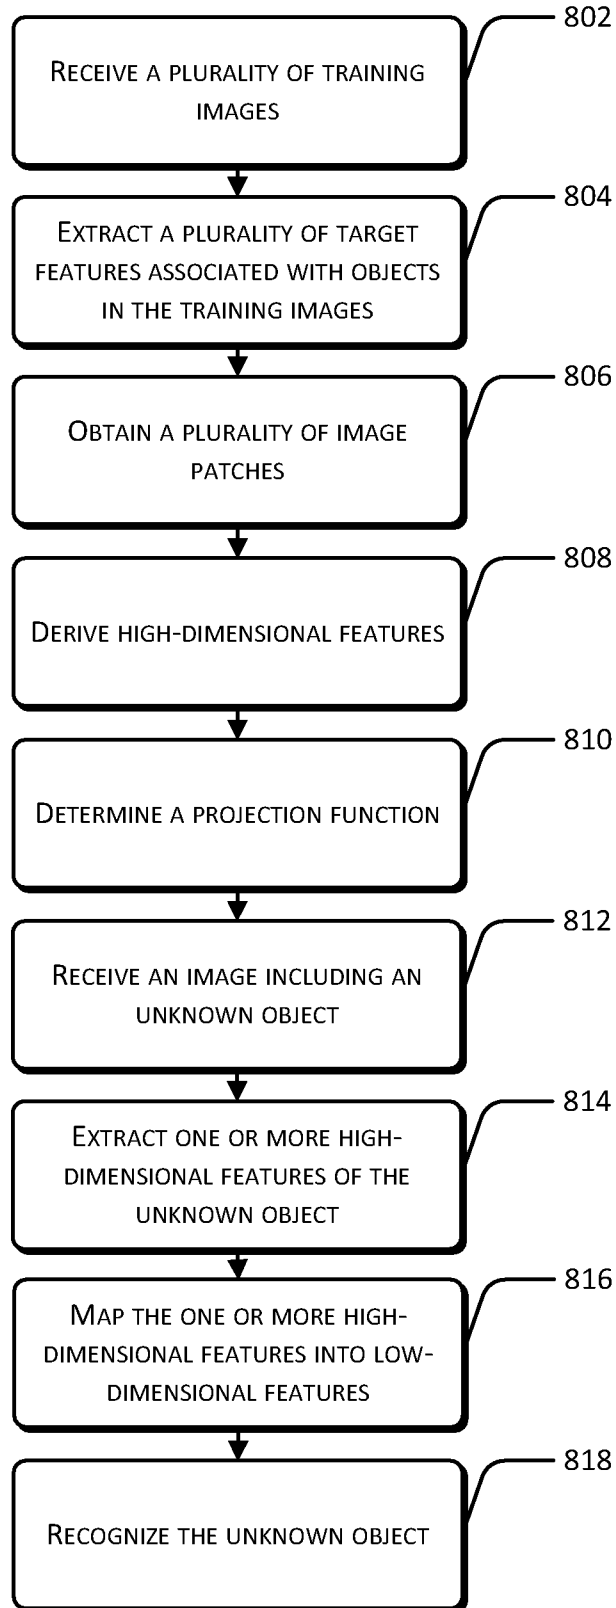 802
RECEIVE A PLURALITY OF TRAINING
IMAGES
804
EXTRACT A PLURALITY OF TARGET
FEATURES ASSOCIATED WITH OBJECTS
IN THE TRAINING IMAGES
806
OBTAIN A PLURALITY OF IMAGE
PATCHES
808
DERIVE HIGH-DIMENSIONAL FEATURES
810
DETERMINE A PROJECTION FUNCTION
812
RECEIVE AN IMAGE INCLUDING AN
UNKNOWN OBJECT
814
EXTRACT ONE OR MORE HIGH-
DIMENSIONAL FEATURES OF THE
UNKNOWN OBJECT
816
MAP THE ONE OR MORE HIGH-
DIMENSIONAL FEATURES INTO LOW-
DIMENSIONAL FEATURES
818
RECOGNIZE THE UNKNOWN OBJECT